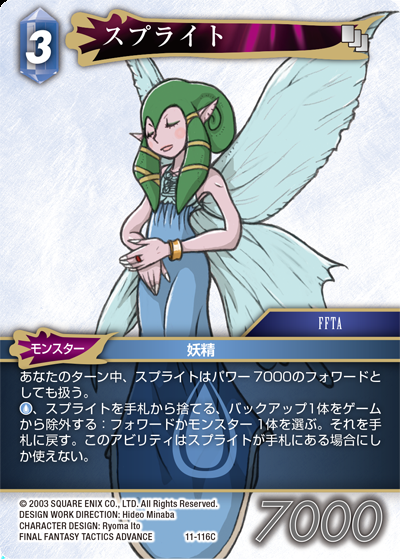 3
スプライト
FFTA
モンスター
妖精
あなたのターン中、スプライトはパワー7000のフォワードと
しても扱う。
、スプライトを手札から捨てる、バックアップ1体をゲーム
から除外する：フォワードかモンスター1体を選ぶ。それを手
札に戻す。このアビリティはスプライトが手札にある場合にし
か使えない。
© 2003 SQUARE ENIX CO., LTD. All Rights Reserved.
DESIGN WORK DIRECTION: Hideo Minaba
CHARACTER DESIGN: Ryoma Ito
FINAL FANTASY TACTICS ADVANCE
11-116C
7000